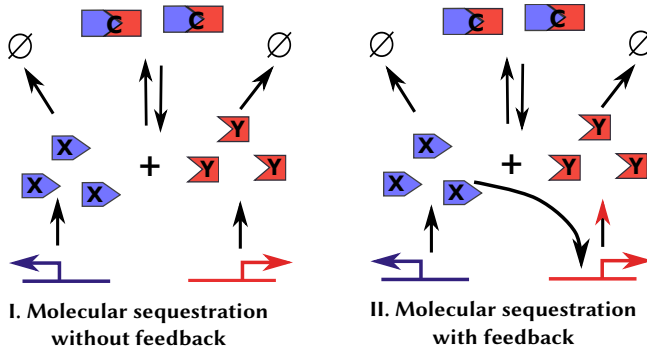 C C C C
∅ ∅ ∅ ∅
X Y X Y
X X + Y Y X X + Y Y
I. Molecular sequestration
without feedback
II. Molecular sequestration
with feedback